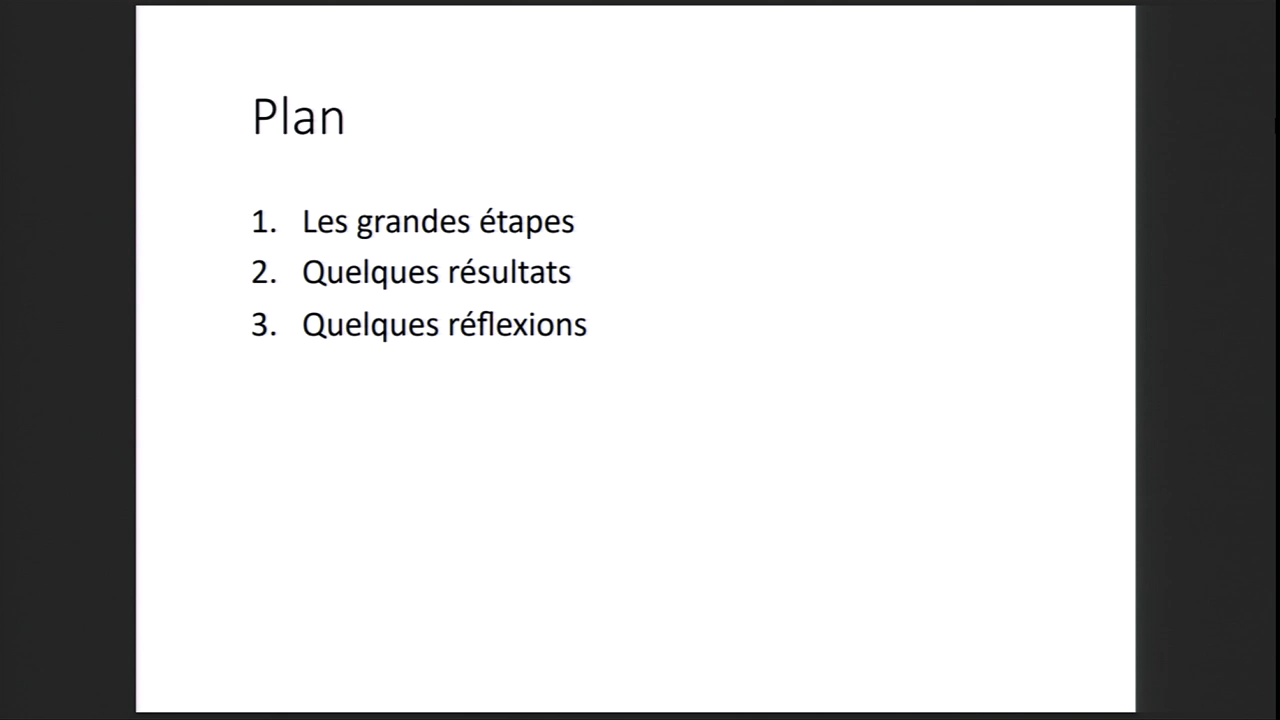 Plan
1. Les grandes étapes
2. Quelques résultats
3. Quelques réflexions